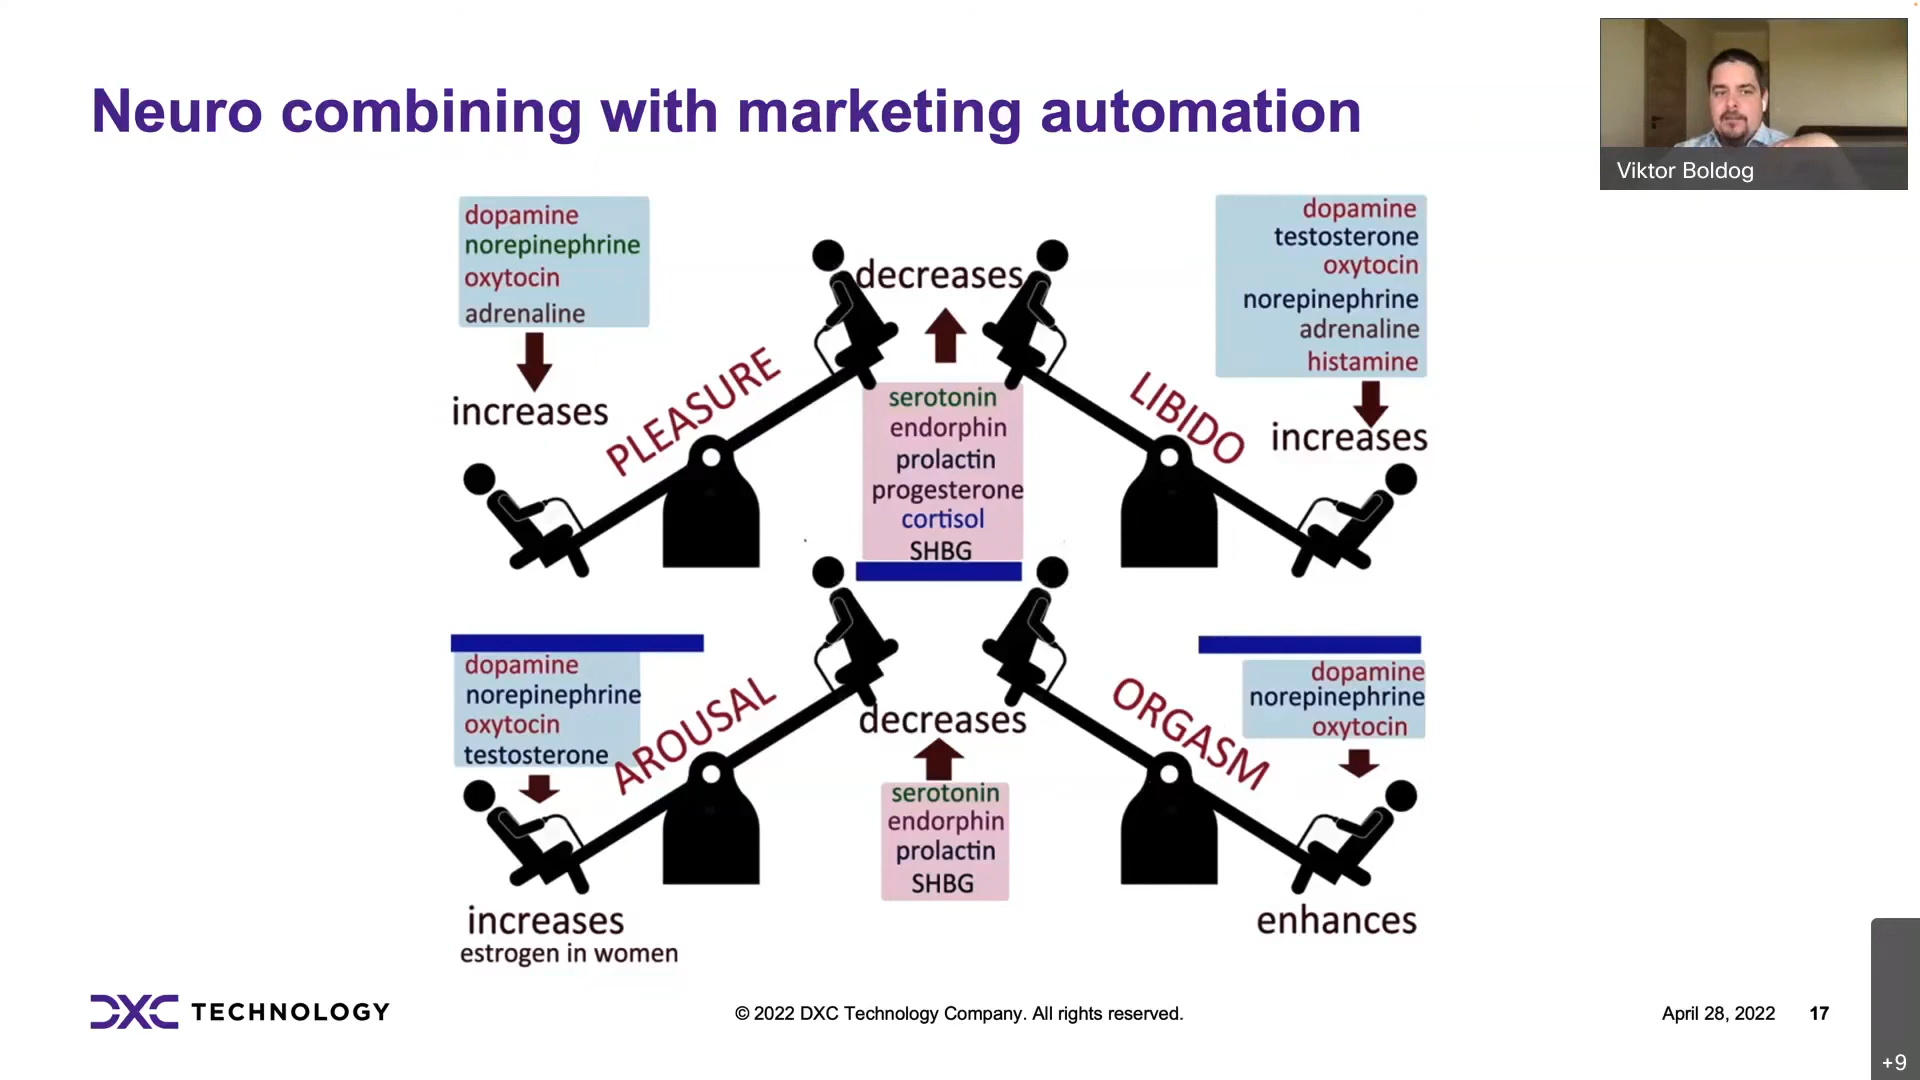 Neuro combining with marketing automation
Viktor Boldog
dopamine
norepinephrine
oxytocin
adrenaline
increases
PLEASURE
decreases
serotonin
endorphin
prolactin
progesterone
cortisol
SHBG
LIBIDO
dopamine
testosterone
oxytocin
norepinephrine
adrenaline
histamine
increases
dopamine
norepinephrine
oxytocin
testosterone
AROUSAL
increases
estrogen in women
decreases
serotonin
endorphin
prolactin
SHBG
ORGASM
dopamine
norepinephrine
oxytocin
enhances
DXC TECHNOLOGY
© 2022 DXC Technology Company. All rights reserved.
April 28, 2022 17
+9